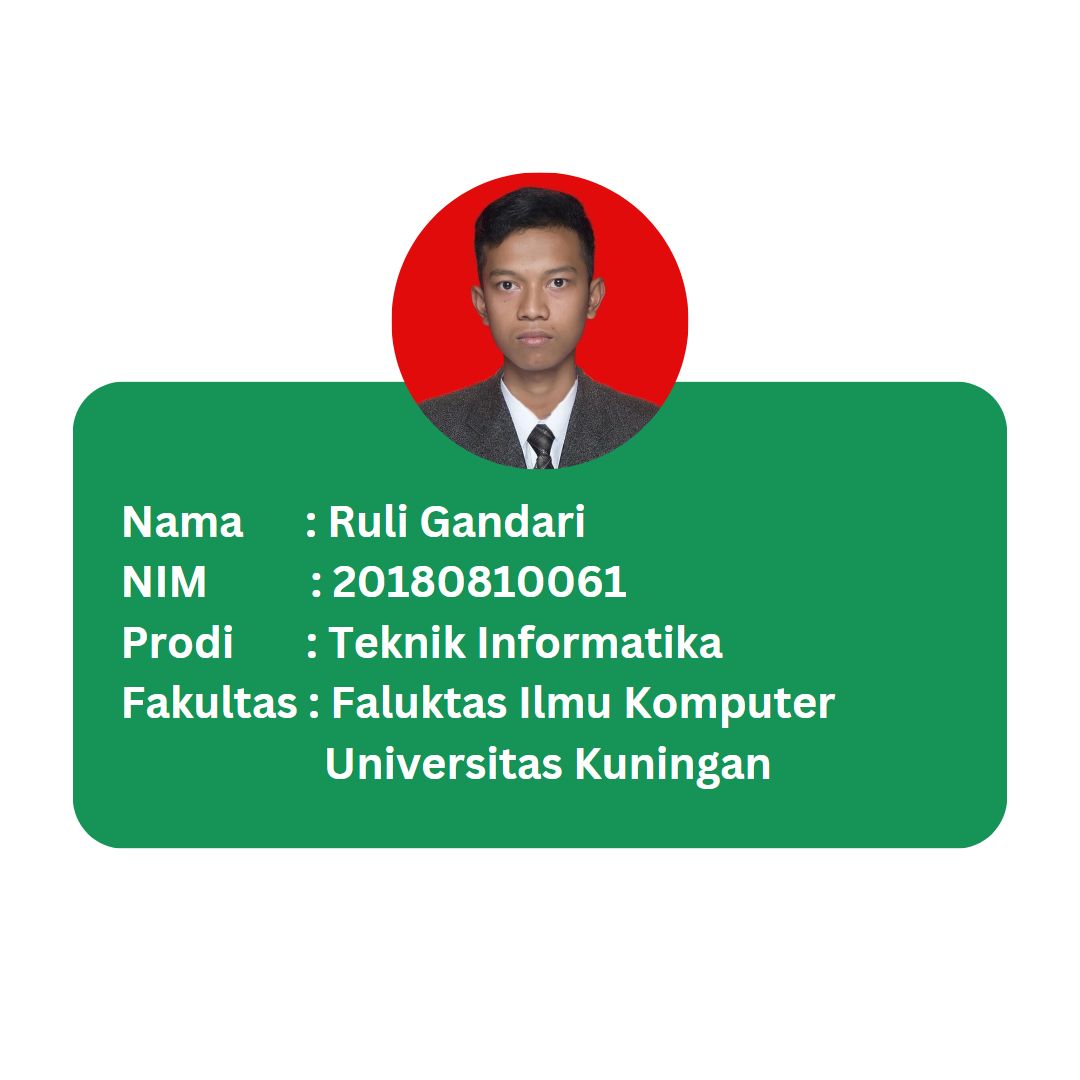 Nama : Ruli Gandari
NIM : 20180810061
Prodi : Teknik Informatika
Fakultas : Faluktas Ilmu Komputer
Universitas Kuningan